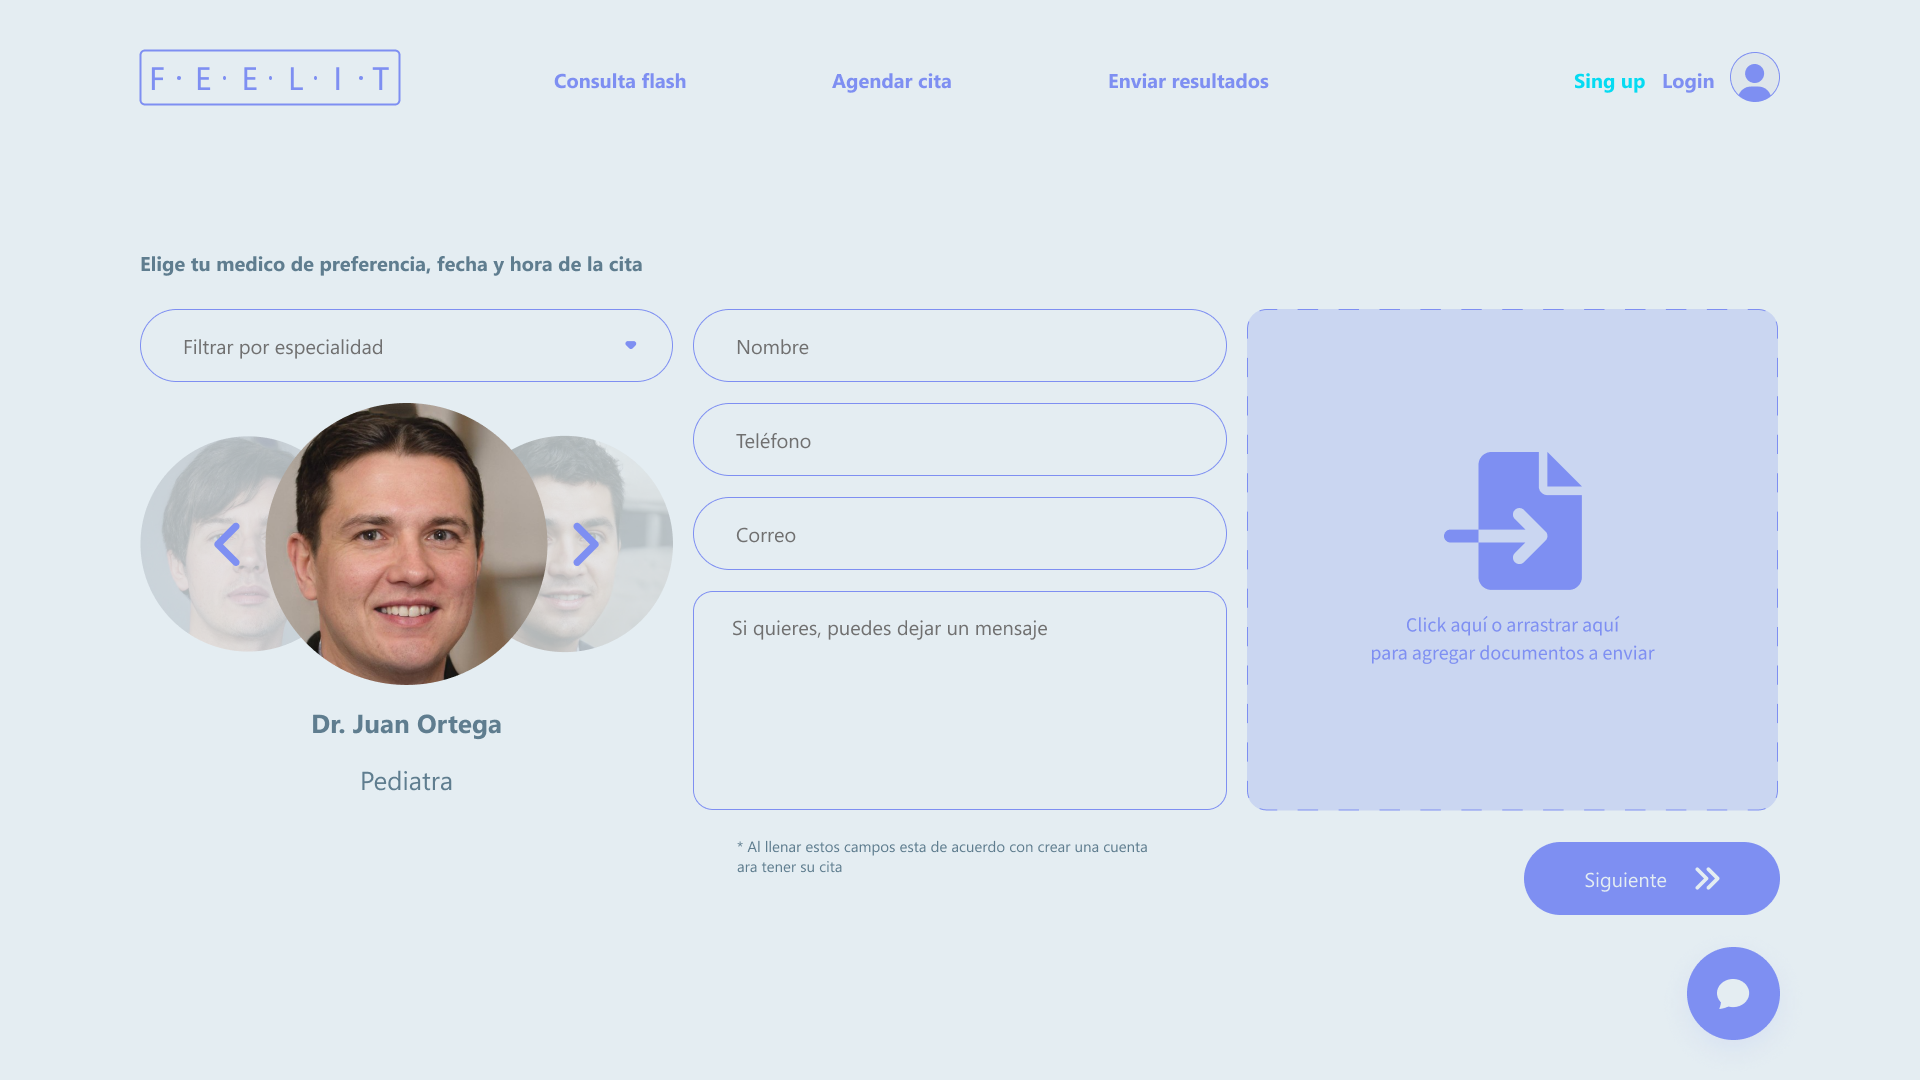 F·E·E·L·I·T
Consulta flash
Agendar cita
Enviar resultados
Sing up
Login
Elige tu medico de preferencia, fecha y hora de la cita
Filtrar por especialidad
Dr. Juan Ortega
Pediatra
Nombre
Teléfono
Correo
Si quieres, puedes dejar un mensaje
* Al llenar estos campos esta de acuerdo con crear una cuenta
ara tener su cita
Click aquí o arrastrar aquí
para agregar documentos a enviar
Siguiente